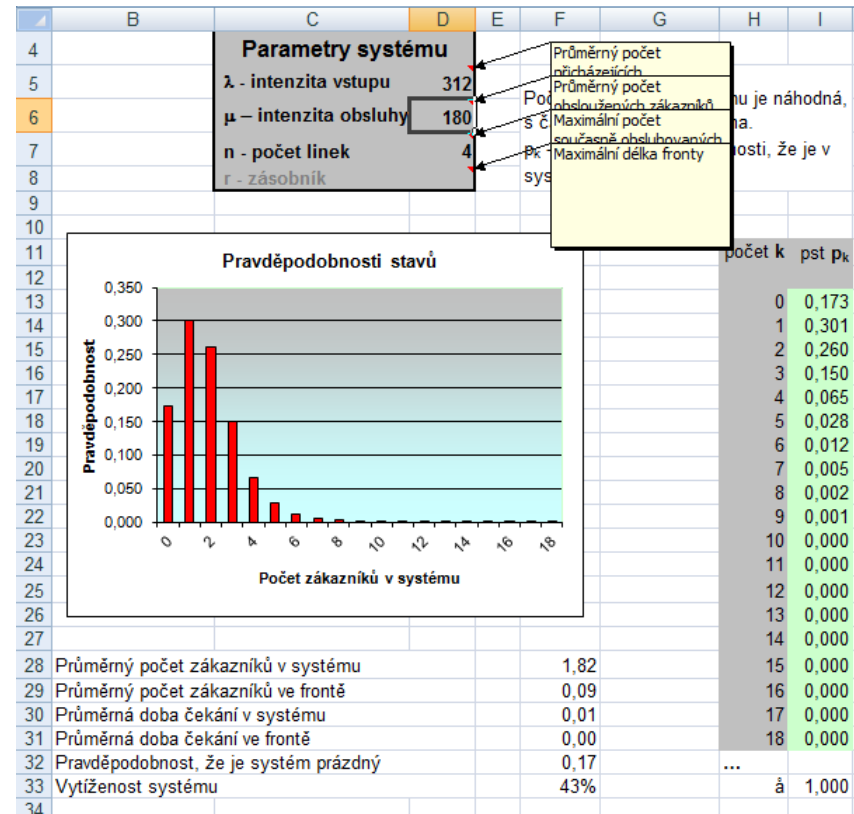 B C D E F G H I
4 Parametry systému
Průměrný počet
přicházejících
5 λ - intenzita vstupu 312
Průměrný počet
obsloužených zákazníků
6 μ – intenzita obsluhy 180
nu je náhodná,
Maximální počet
současně obsluhovaných
7 n - počet linek 4
Maximální délka fronty
pk
nosti, že je v
8 r - zásobník
sys
9
10
11 počet k pst pk
12
Pravděpodobnosti stavů
13 0 0,173
14 1 0,301
15 2 0,260
16 3 0,150
17 4 0,065
18 5 0,028
19 6 0,012
20 7 0,005
21 8 0,002
22 9 0,001
23 10 0,000
24 11 0,000
25 12 0,000
26 13 0,000
27 14 0,000
Pravděpodobnost
0,350
0,300
0,250
0,200
0,150
0,100
0,050
0,000
0 2 4 6 8 10 12 14 16 18
Počet zákazníků v systému
28 Průměrný počet zákazníků v systému 1,82 15 0,000
29 Průměrný počet zákazníků ve frontě 0,09 16 0,000
30 Průměrná doba čekání v systému 0,01 17 0,000
31 Průměrná doba čekání ve frontě 0,00 18 0,000
32 Pravděpodobnost, že je systém prázdný 0,17 ...
33 Vytíženost systému 43% å 1,000
34